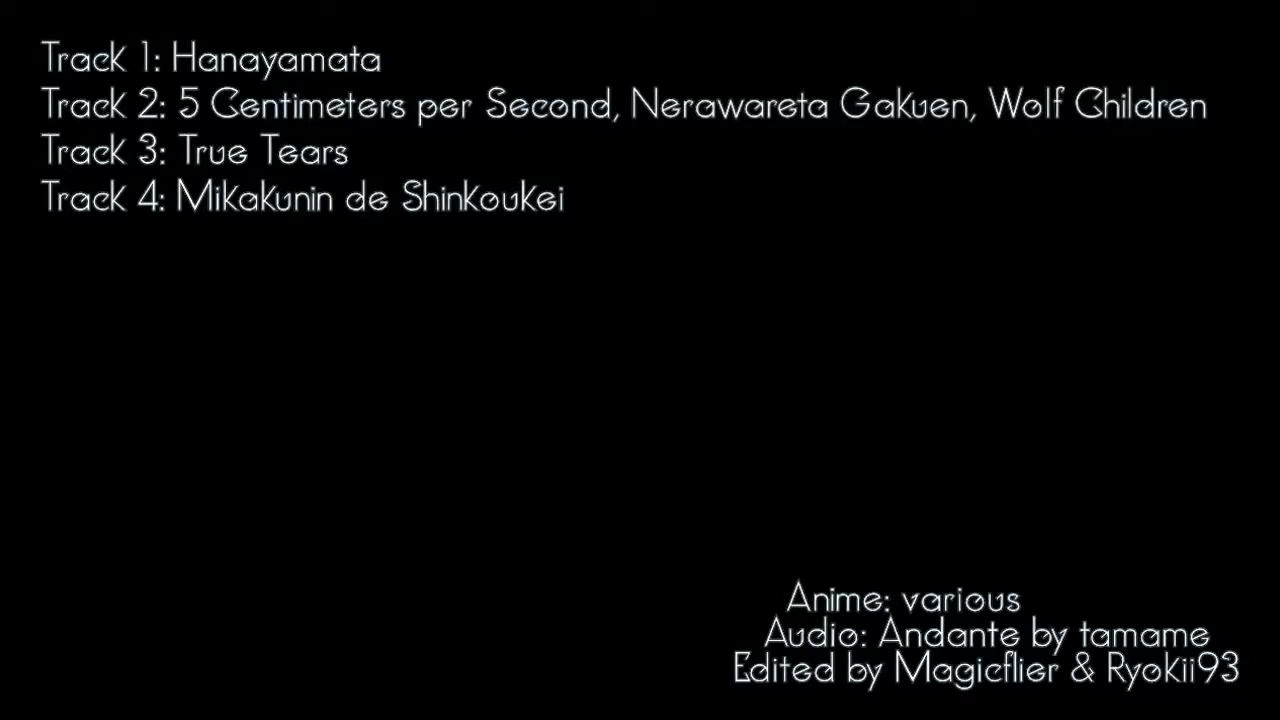 Track 1: Hanayamata
Track 2: 5 Centimeters per Second, Nerawareta Gakuen, Wolf Children
Track 3: True Tears
Track 4: Mikakunin de Shinkoukei
Anime: various
Audio: Andante by tamame
Edited by Magicflier & Ryokii93